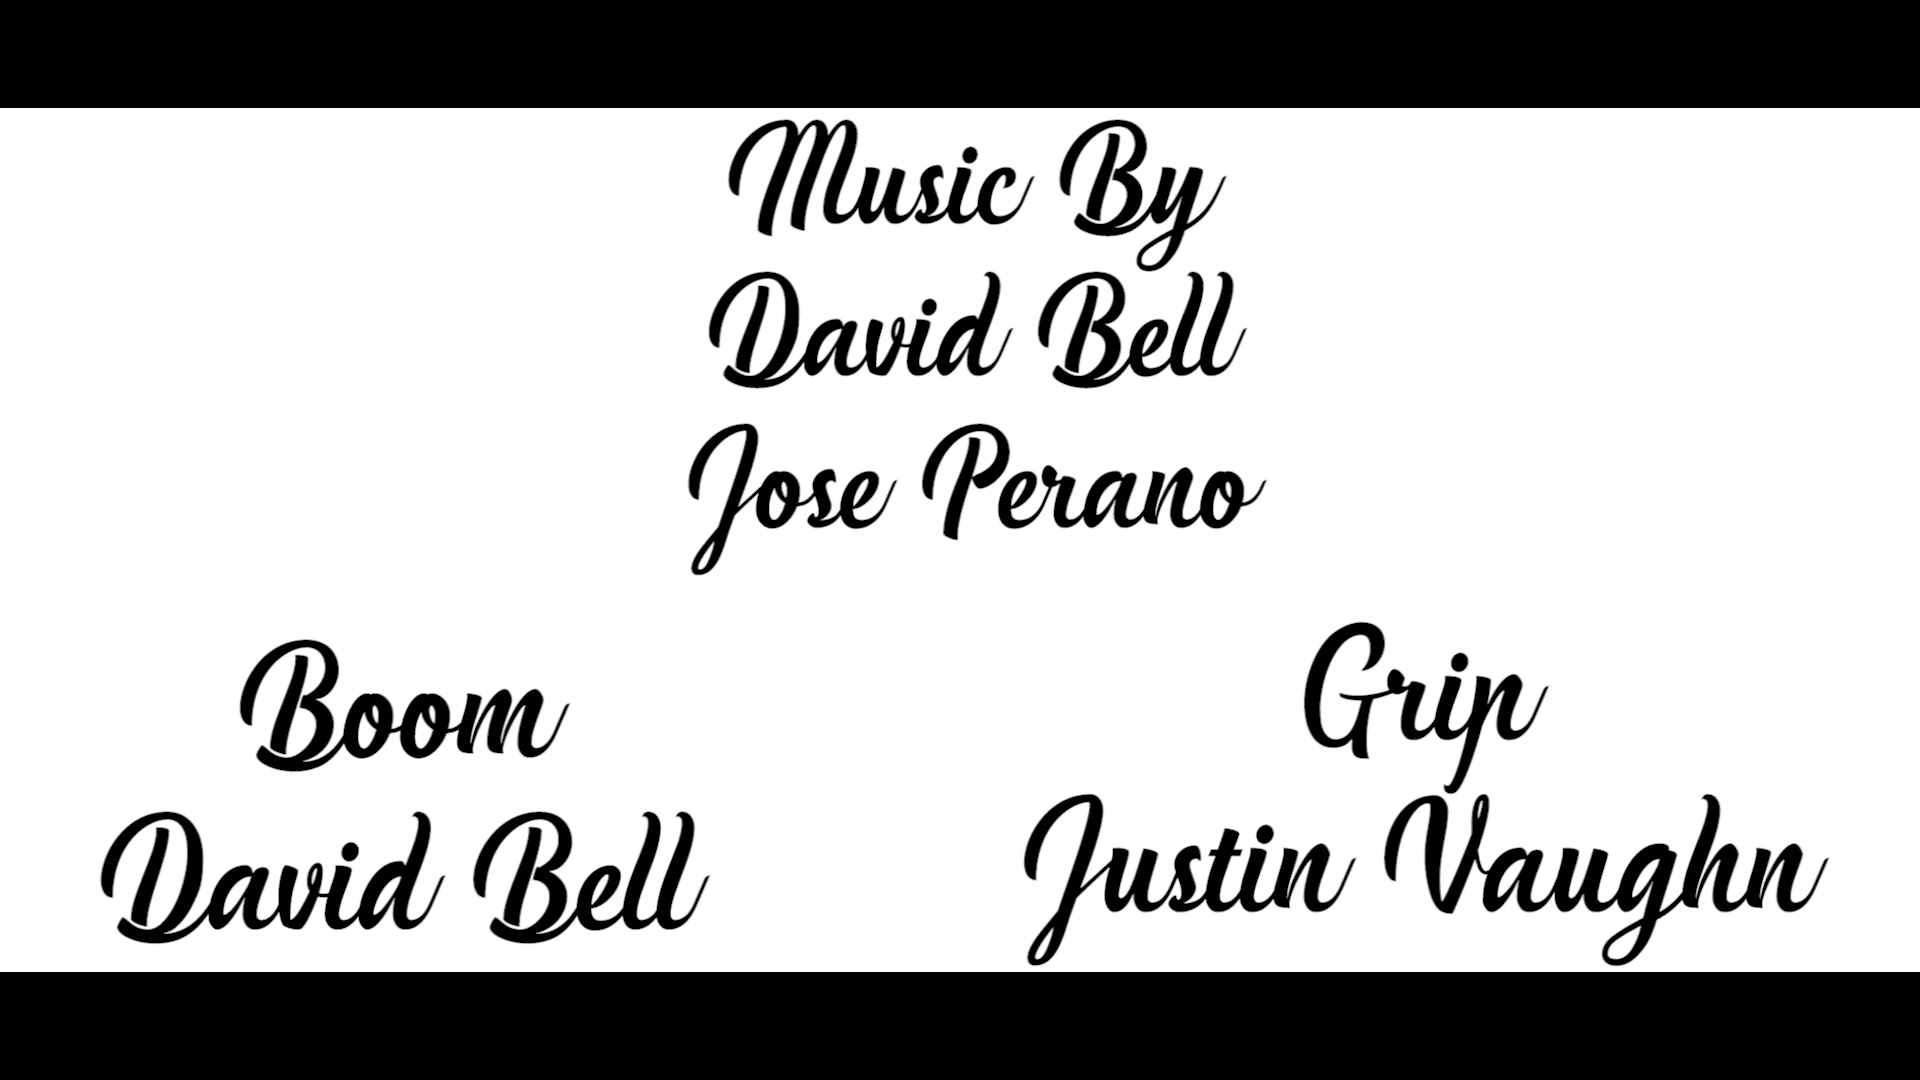 Music By
David Bell
Jose Perano
Boom
David Bell
Grip
Justin Vaughn